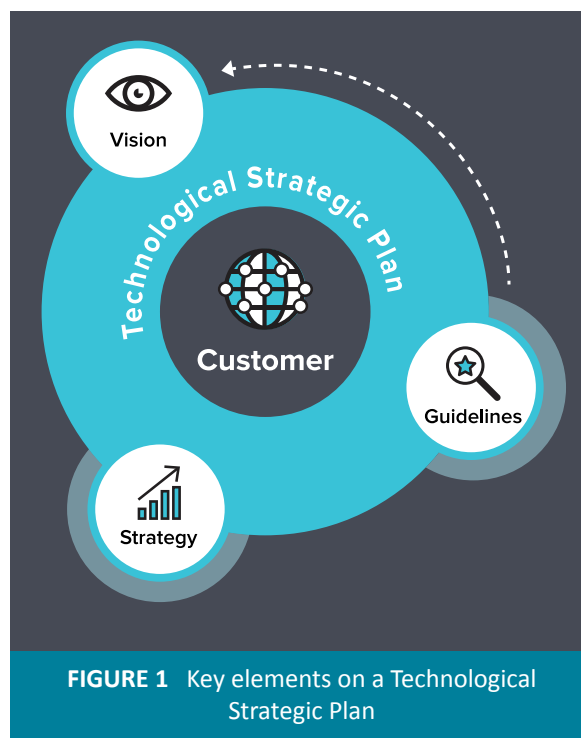 Vision
Technological Strategic Plan
Customer
Guidelines
Strategy
FIGURE 1 Key elements on a Technological
Strategic Plan